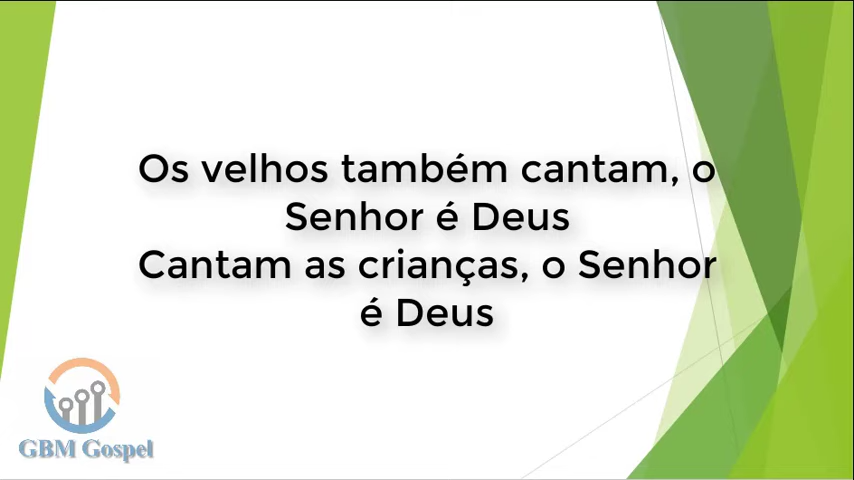 Os velhos também cantam, o
Senhor é Deus
Cantam as crianças, o Senhor
é Deus
GBM Gospel